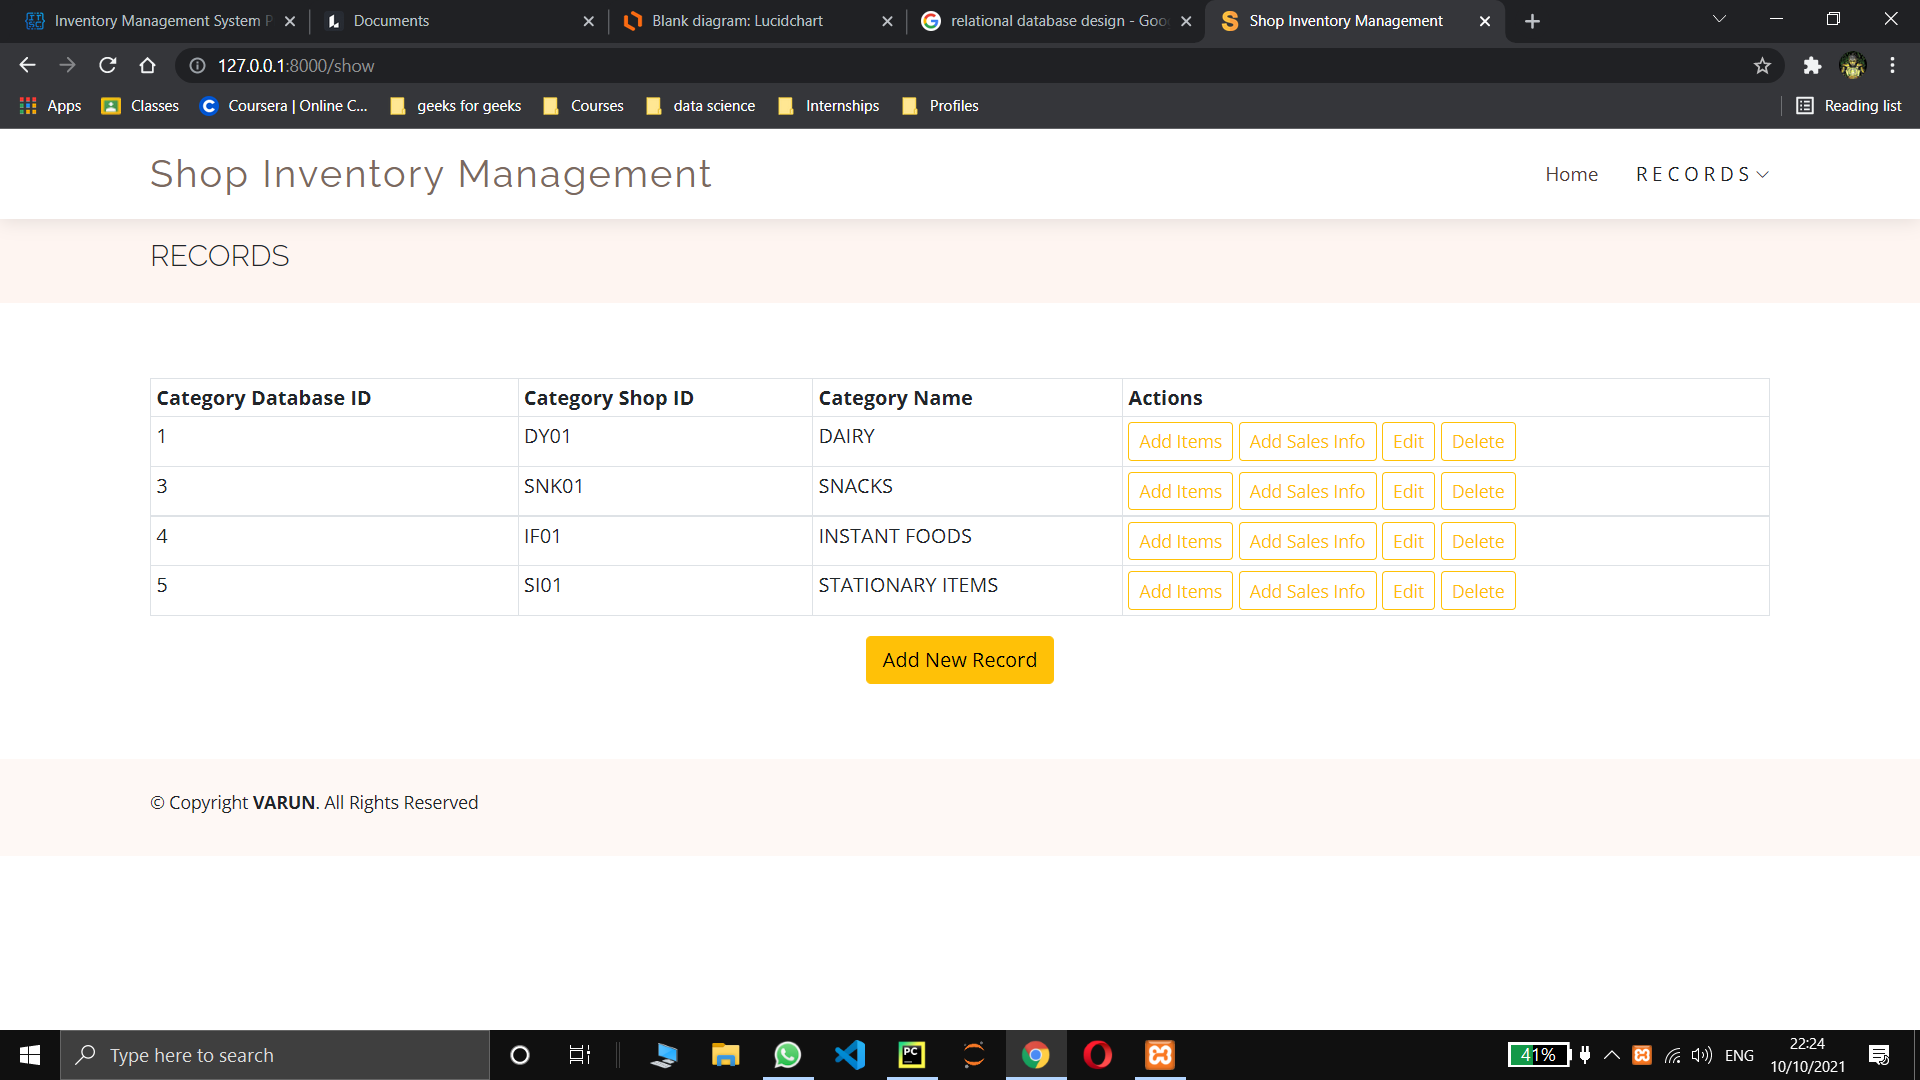 Inventory Management System P
Documents
Blank diagram: Lucidchart
relational database design - Goo
Shop Inventory Management
127.0.0.1:8000/show
Apps
Classes
Coursera | Online C...
geeks for geeks
Courses
data science
Internships
Profiles
Reading list
Shop Inventory Management
Home
RECORDS
RECORDS
Category Database ID Category Shop ID Category Name Actions
1 DY01 DAIRY Add Items Add Sales Info Edit Delete
3 SNK01 SNACKS Add Items Add Sales Info Edit Delete
4 IF01 INSTANT FOODS Add Items Add Sales Info Edit Delete
5 SI01 STATIONARY ITEMS Add Items Add Sales Info Edit Delete
Add New Record
© Copyright VARUN. All Rights Reserved
Type here to search
PC
41%
ENG
22:24
10/10/2021